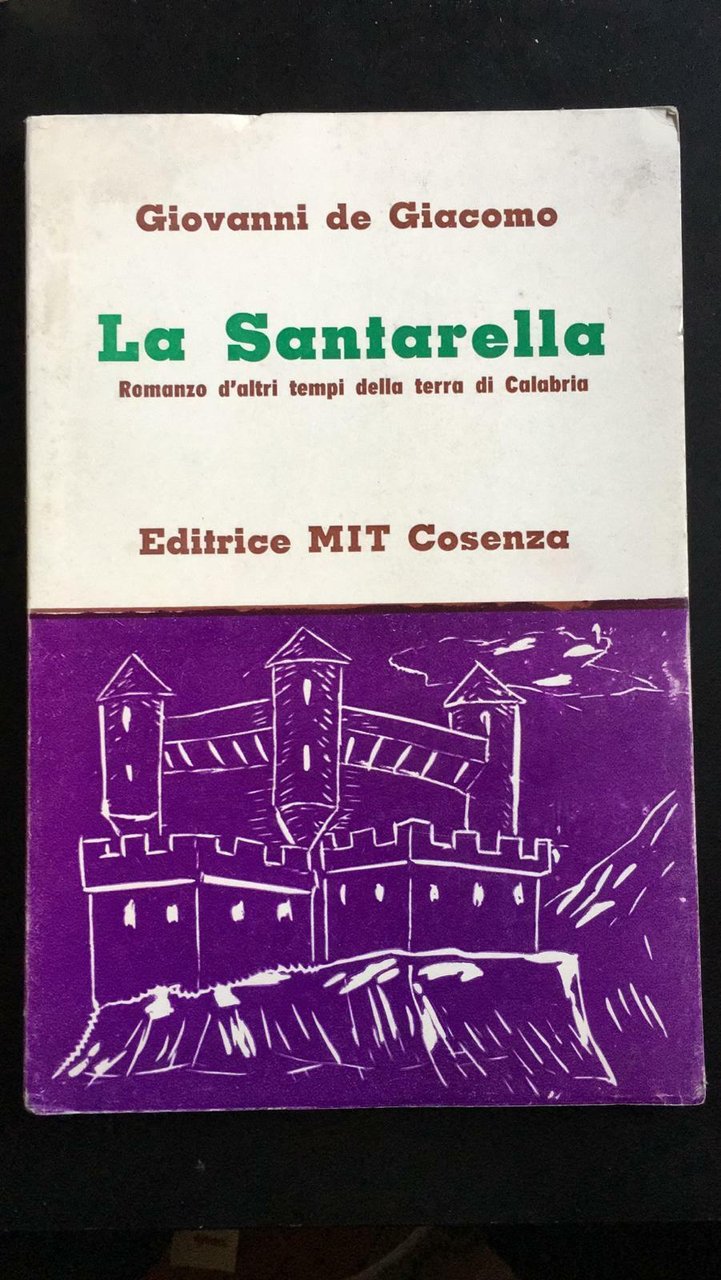 Giovanni de Giacomo
La Santarella
Romanzo d'altri tempi della terra di Calabria
Editrice MIT Cosenza